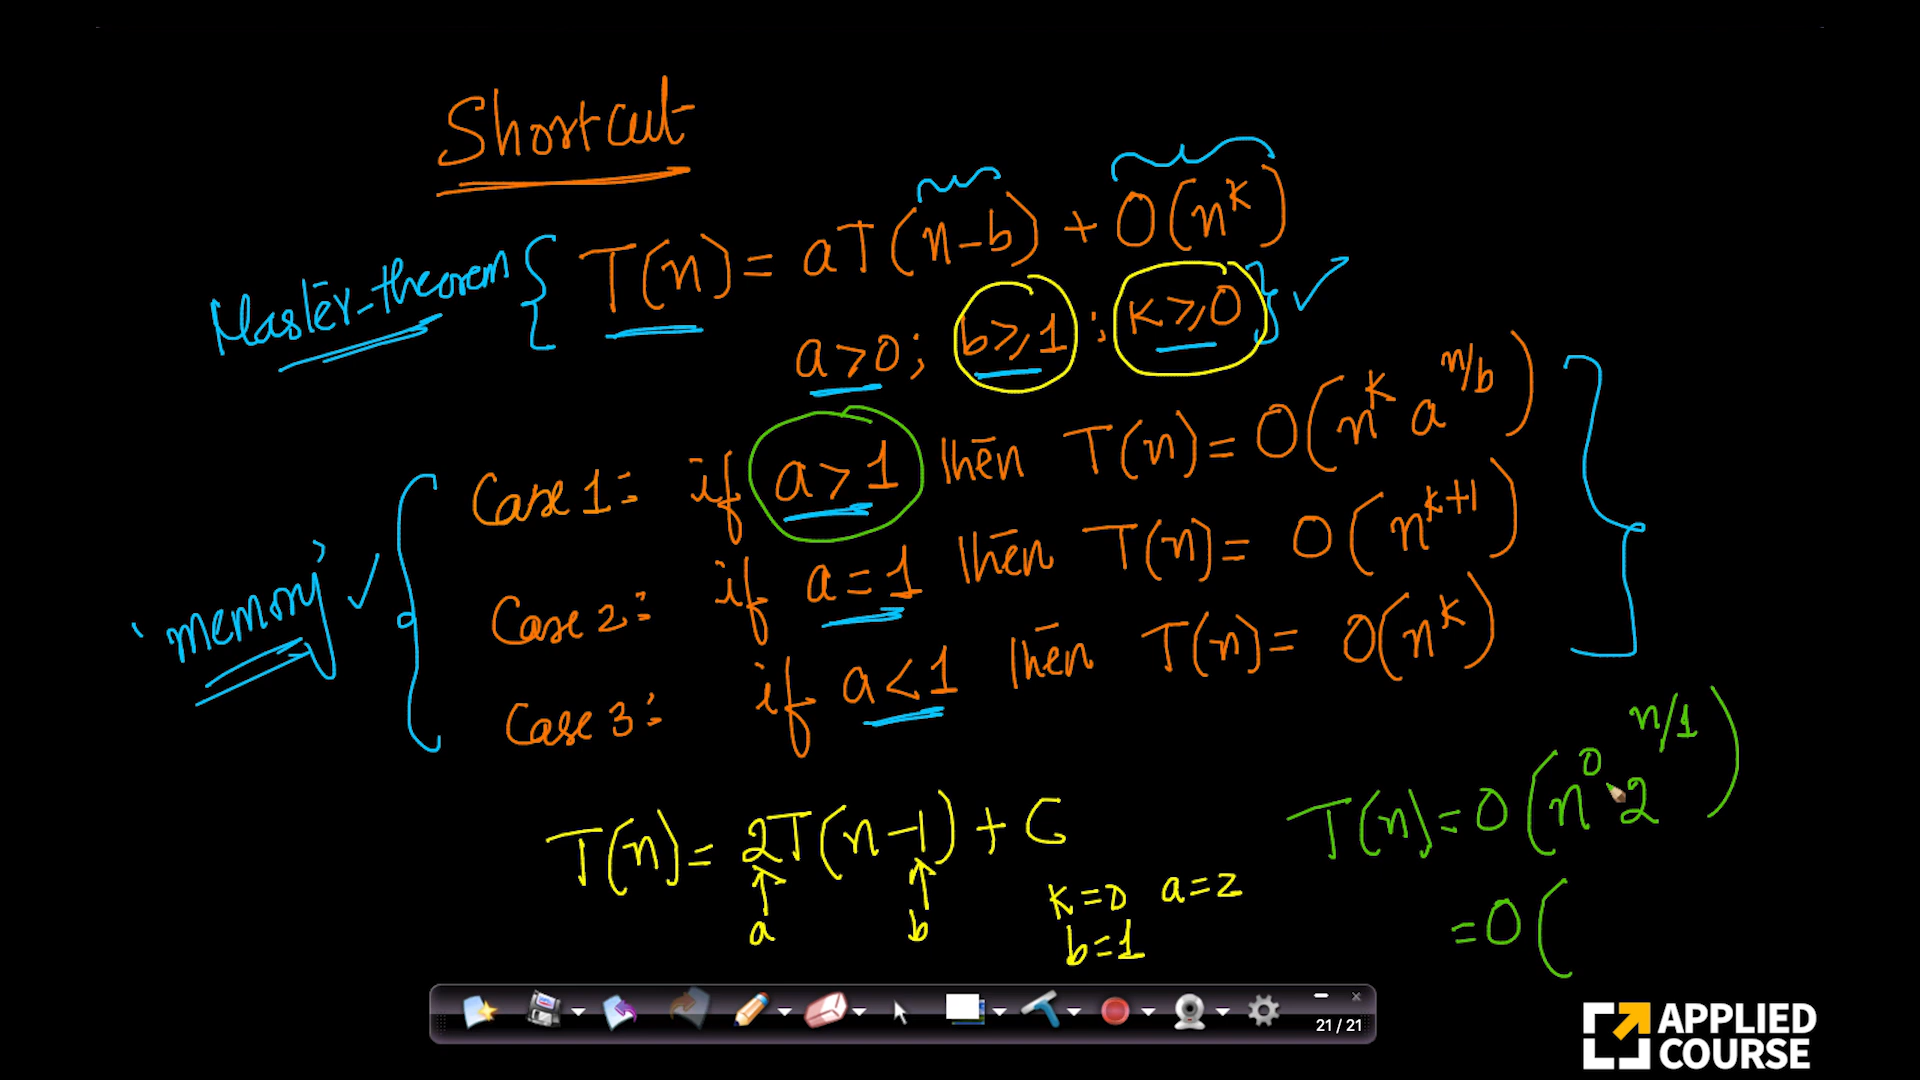 Shortcut
Master-theorem { T(n) = aT(n-b) + O(n^k)
a>0; b≥1; k≥0 } ✓
Case 1: if a>1 then T(n) = O(n^k a^{n/b})
Case 2: if a=1 then T(n) = O(n^{k+1})
'memory' ✓
Case 3: if a<1 then T(n) = O(n^k)
T(n) = 2T(n-1) + C
a b
k=0 a=2
b=1
T(n) = O(n^0 2^{n/1})
= O(
21 / 21
APPLIED
COURSE